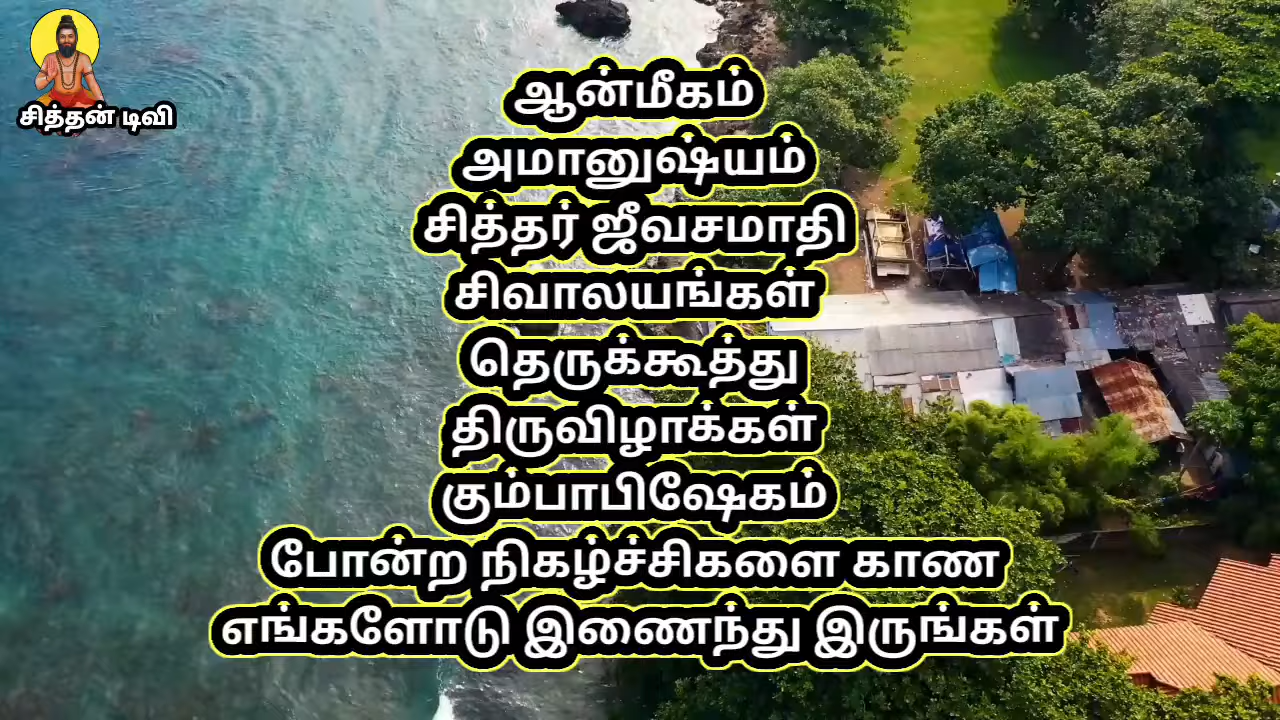 சித்தன் டிவி
ஆன்மீகம்
அமானுஷ்யம்
சித்தர் ஜீவசமாதி
சிவாலயங்கள்
தெருக்கூத்து
திருவிழாக்கள்
கும்பாபிஷேகம்
போன்ற நிகழ்ச்சிகளை காண
எங்களோடு இணைந்து இருங்கள்